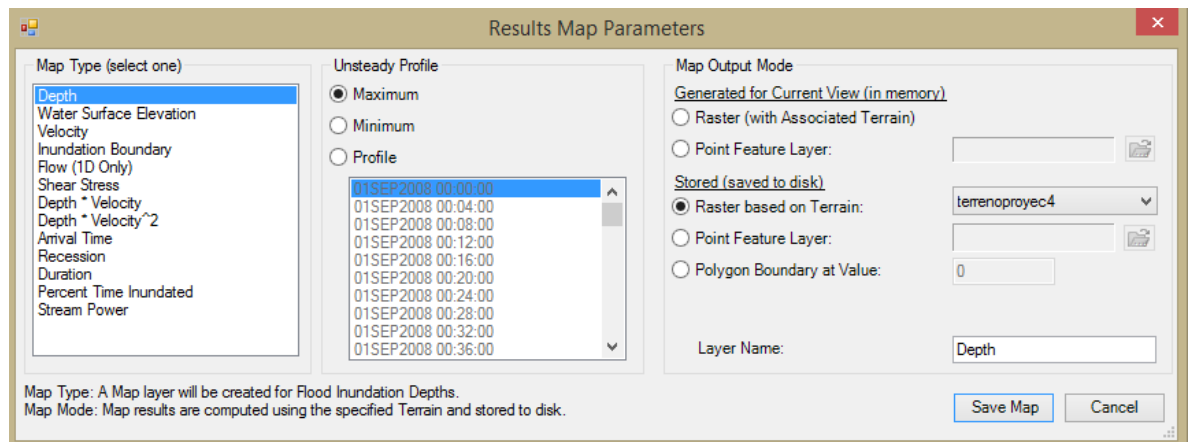 Results Map Parameters
Map Type (select one)
Depth
Water Surface Elevation
Velocity
Inundation Boundary
Flow (1D Only)
Shear Stress
Depth * Velocity
Depth * Velocity^2
Arrival Time
Recession
Duration
Percent Time Inundated
Stream Power
Unsteady Profile
Maximum
Minimum
Profile
01SEP2008 00:00:00
01SEP2008 00:04:00
01SEP2008 00:08:00
01SEP2008 00:12:00
01SEP2008 00:16:00
01SEP2008 00:20:00
01SEP2008 00:24:00
01SEP2008 00:28:00
01SEP2008 00:32:00
01SEP2008 00:36:00
Map Output Mode
Generated for Current View (in memory)
Raster (with Associated Terrain)
Point Feature Layer:
Stored (saved to disk)
Raster based on Terrain: terrenoproyec4
Point Feature Layer:
Polygon Boundary at Value: 0
Layer Name: Depth
Map Type: A Map layer will be created for Flood Inundation Depths.
Map Mode: Map results are computed using the specified Terrain and stored to disk.
Save Map Cancel